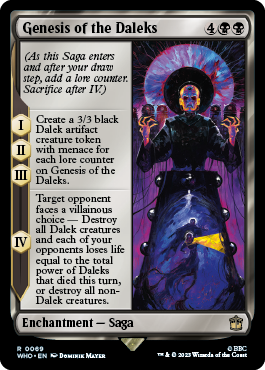 Genesis of the Daleks 4
(As this Saga enters
and after your draw
step, add a lore counter.
Sacrifice after IV.)
I
II
III
Create a 3/3 black
Dalek artifact
creature token
with menace for
each lore counter
on Genesis of the
Daleks.
IV
Target opponent
faces a villainous
choice — Destroy
all Dalek creatures
and each of your
opponents loses life
equal to the total
power of Daleks
that died this turn,
or destroy all non-
Dalek creatures.
Enchantment — Saga
R 0069
WHO • EN Dominik Mayer
© BBC
™ & © 2023 Wizards of the Coast